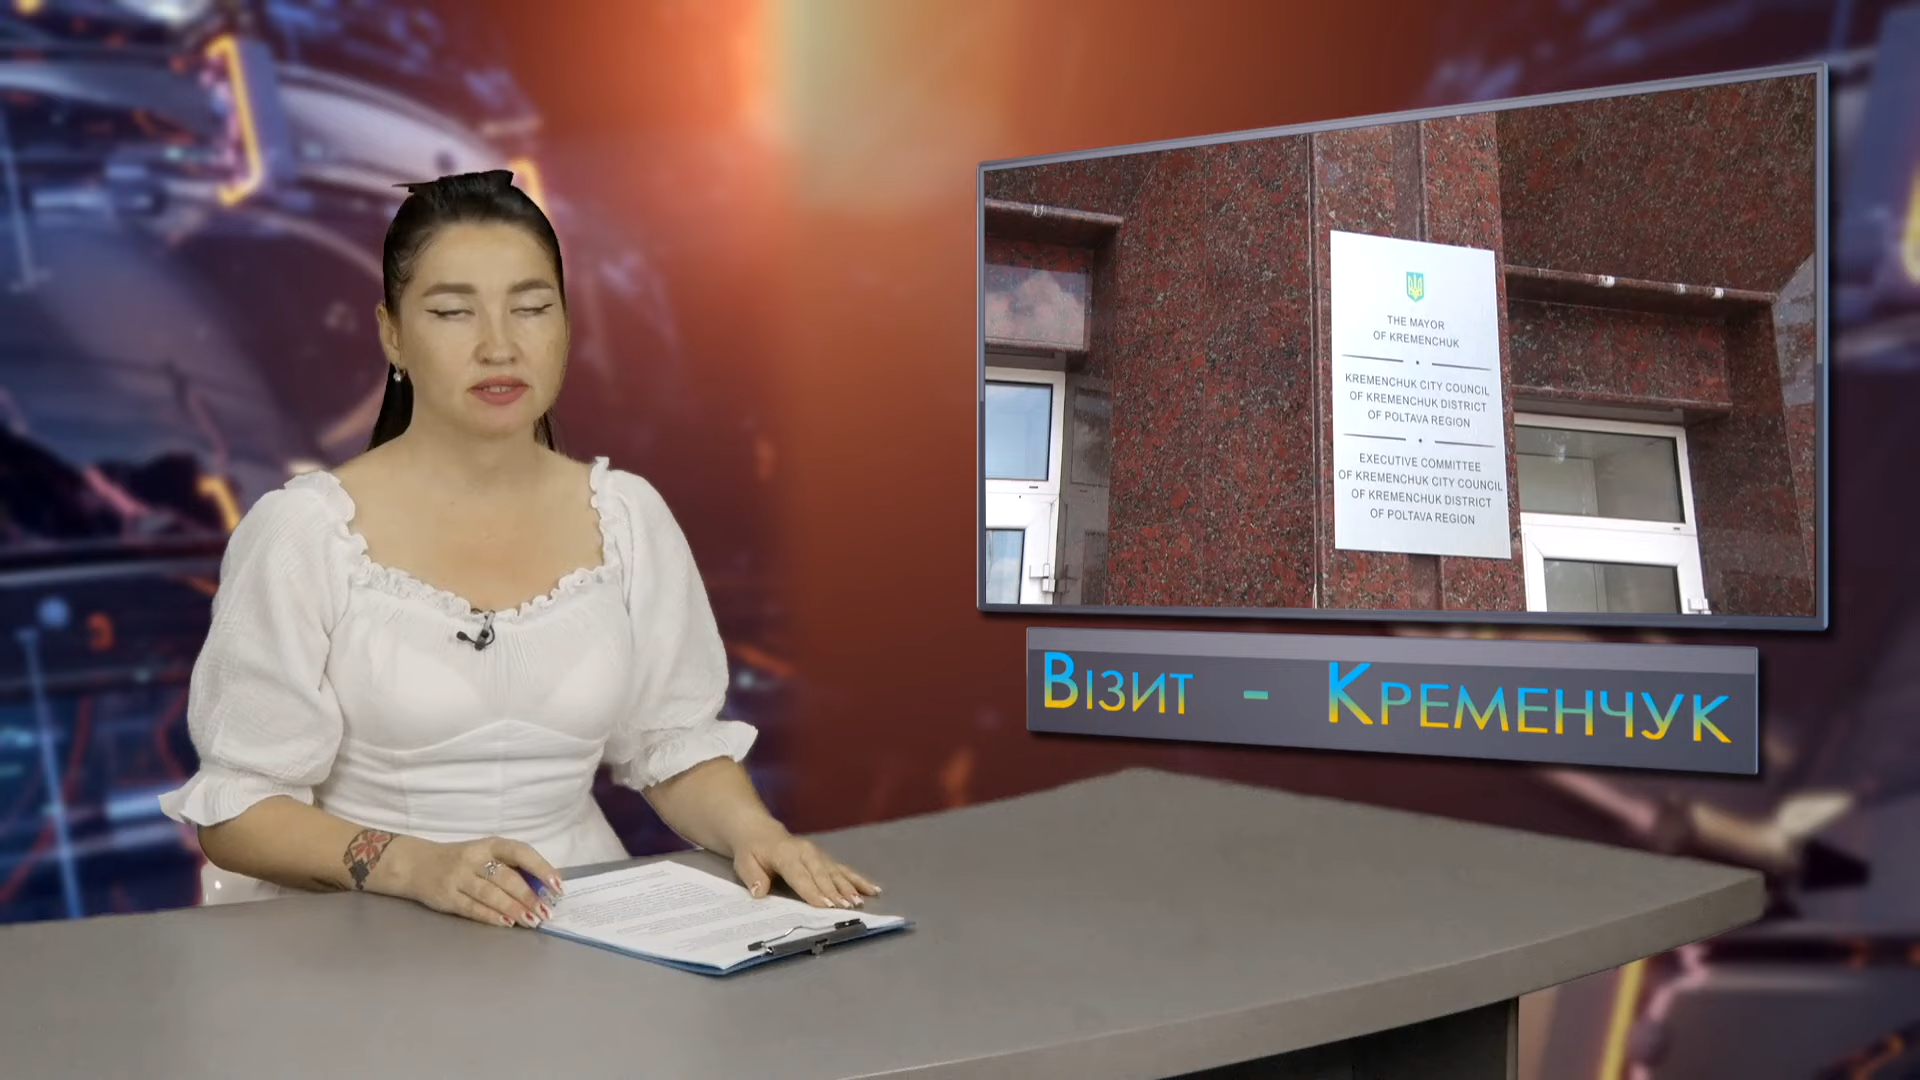 THE MAYOR
OF KREMENCHUK
KREMENCHUK CITY COUNCIL
OF KREMENCHUK DISTRICT
OF POLTAVA REGION
EXECUTIVE COMMITTEE
OF KREMENCHUK CITY COUNCIL
OF KREMENCHUK DISTRICT
OF POLTAVA REGION
Візит - Кременчук